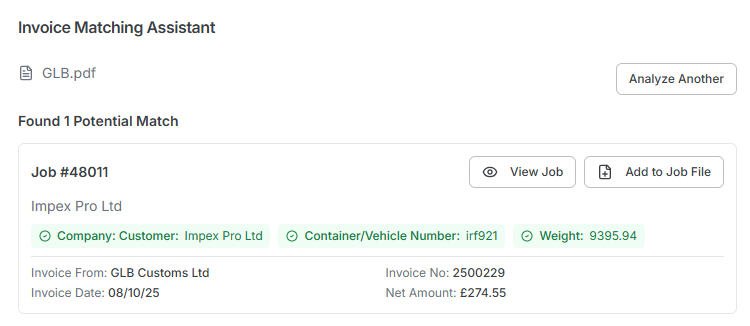 Invoice Matching Assistant
GLB.pdf
Analyze Another
Found 1 Potential Match
Job #48011
View Job
Add to Job File
Impex Pro Ltd
Company: Customer: Impex Pro Ltd
Container/Vehicle Number: irf921
Weight: 9395.94
Invoice From: GLB Customs Ltd
Invoice No: 2500229
Invoice Date: 08/10/25
Net Amount: £274.55